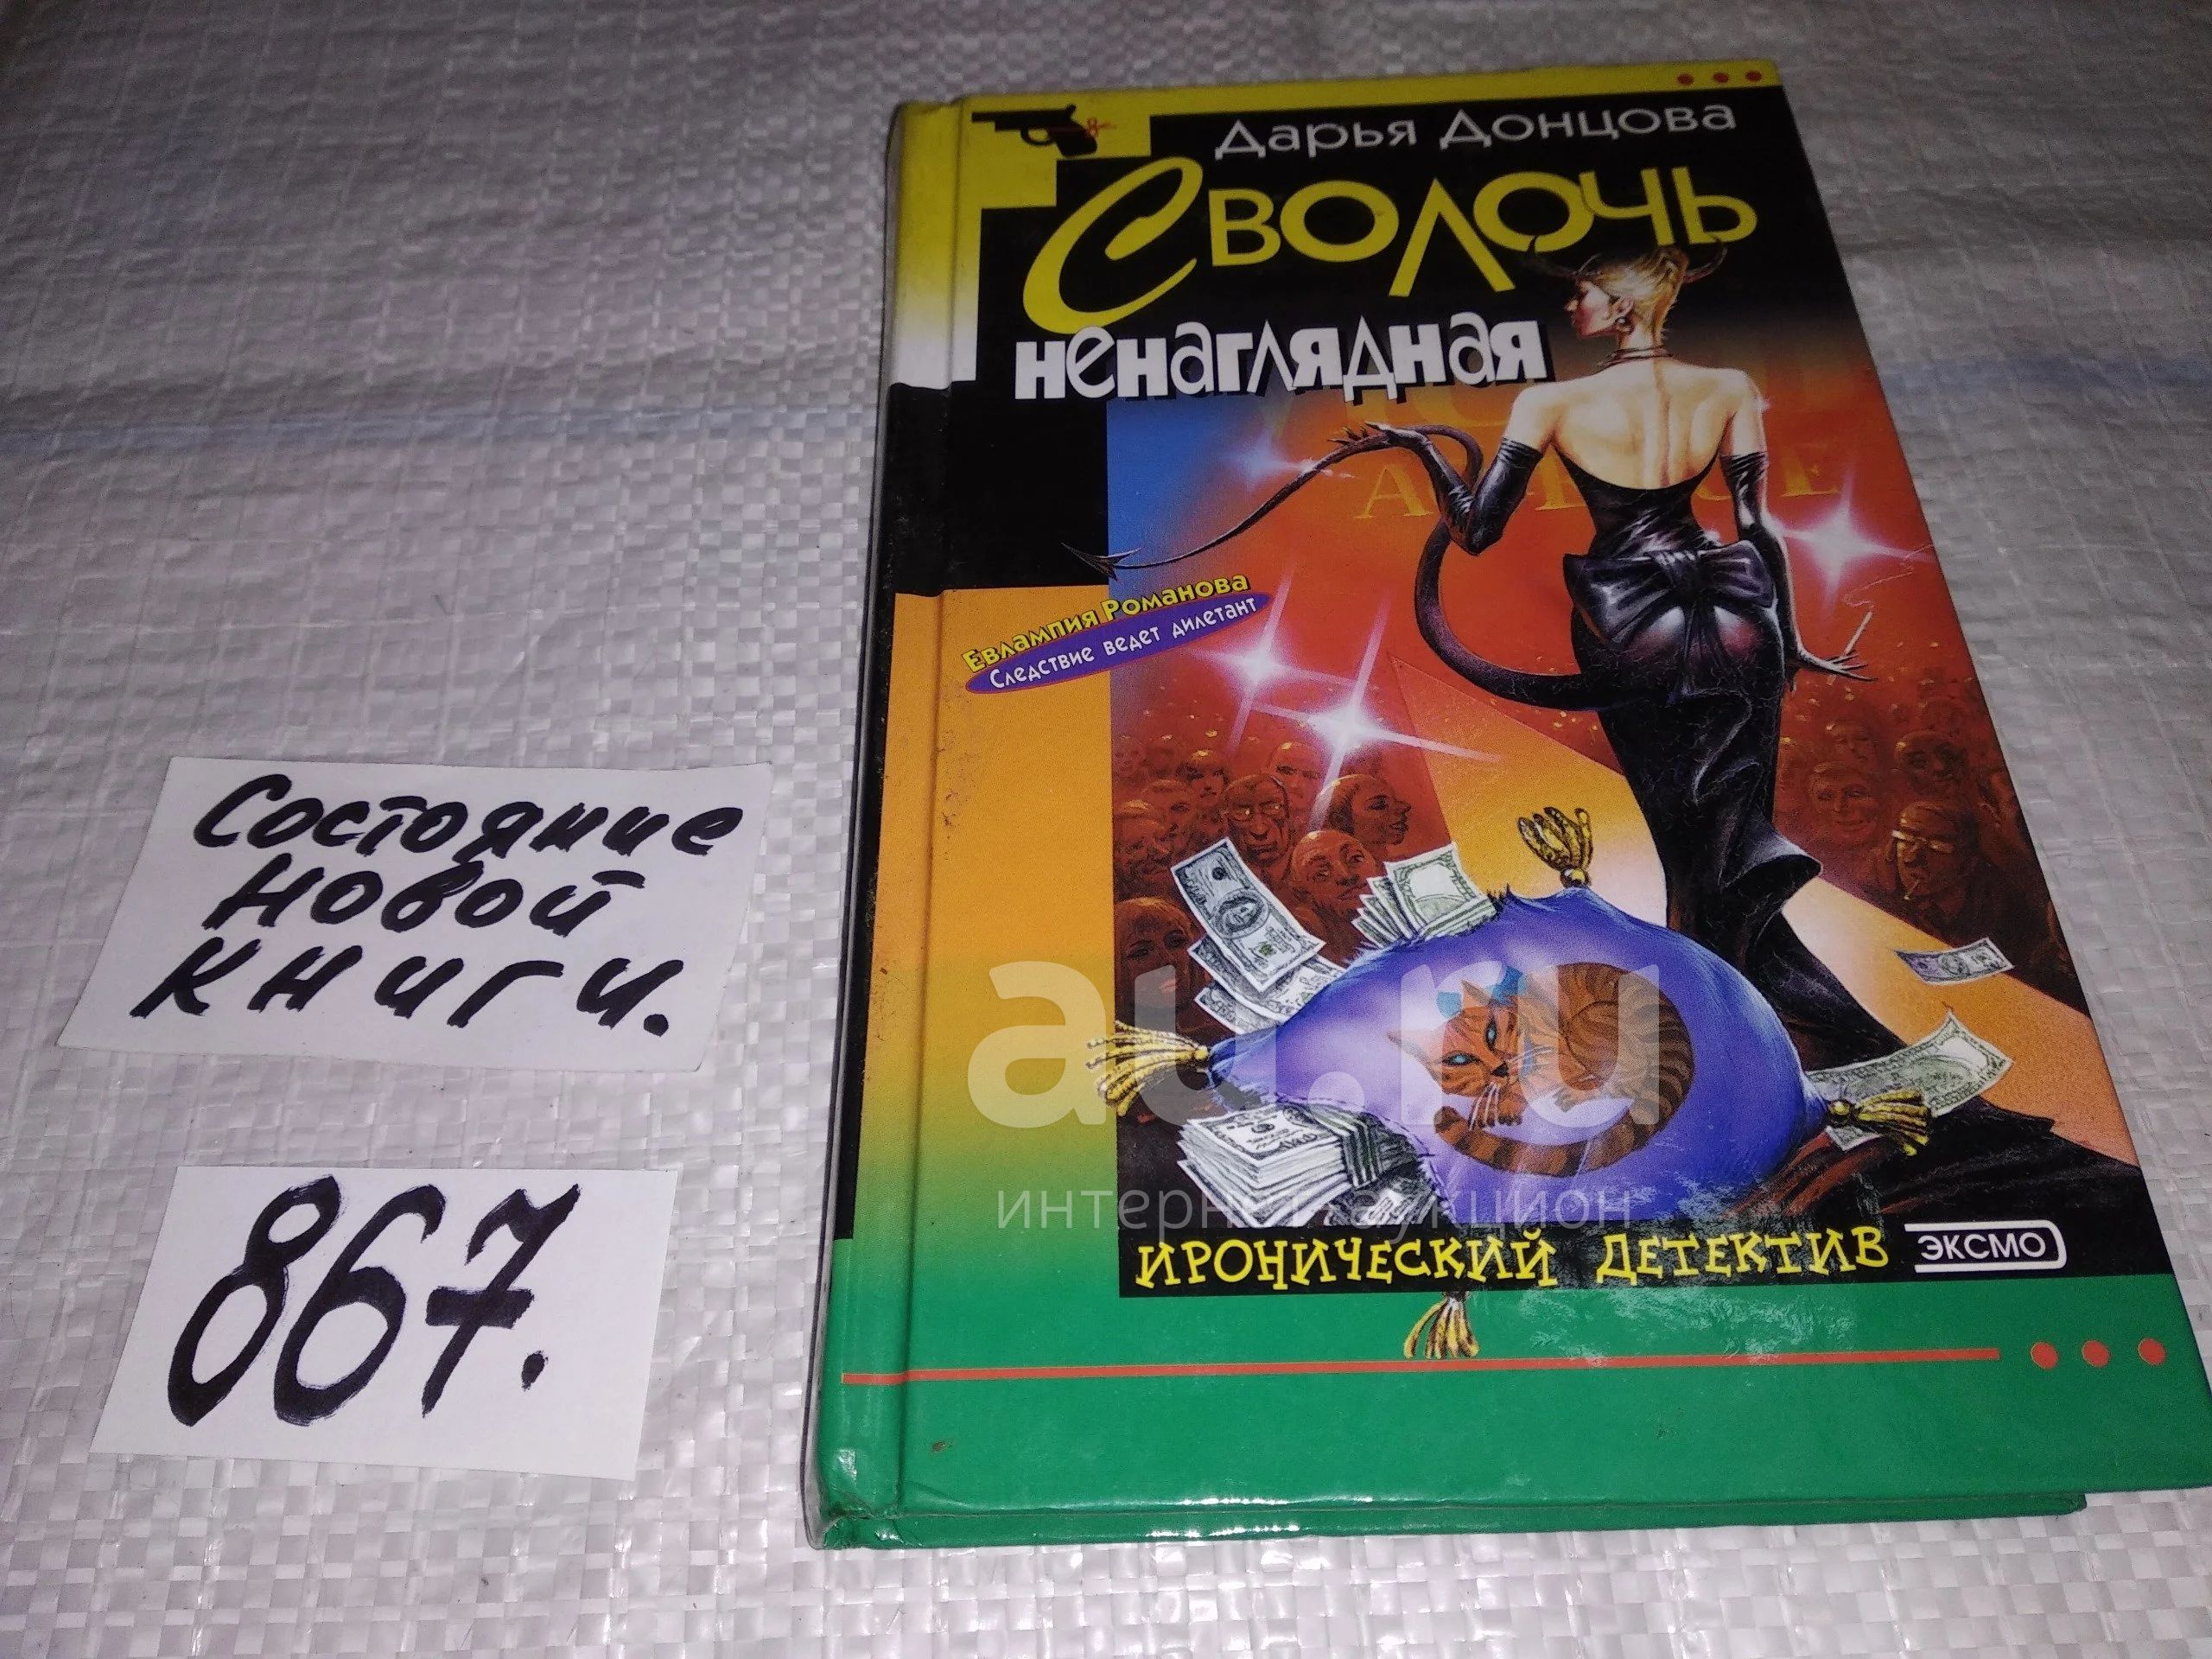 Дарья Донцова
Сволочь
ненаглядная
Евлампия Романова
Следствие ведет дилетант
Состояние
новой
книги.
867.
au.ru
интернет аукцион
ИРОНИЧЕСКИЙ ДЕТЕКТИВ
ЭКСМО